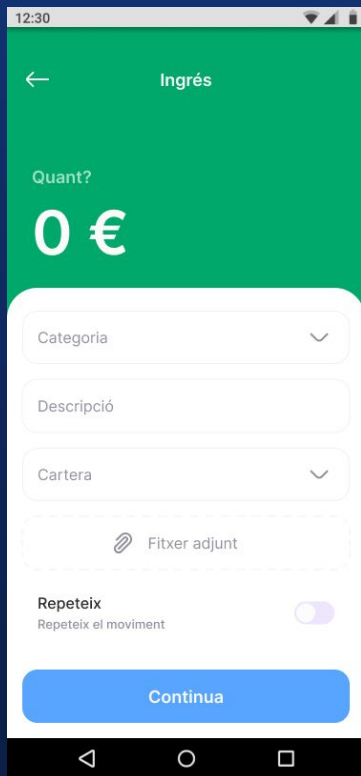 12:30
Ingrés
Quant?
0 €
Categoria
Descripció
Cartera
Fitxer adjunt
Repeteix
Repeteix el moviment
Continua